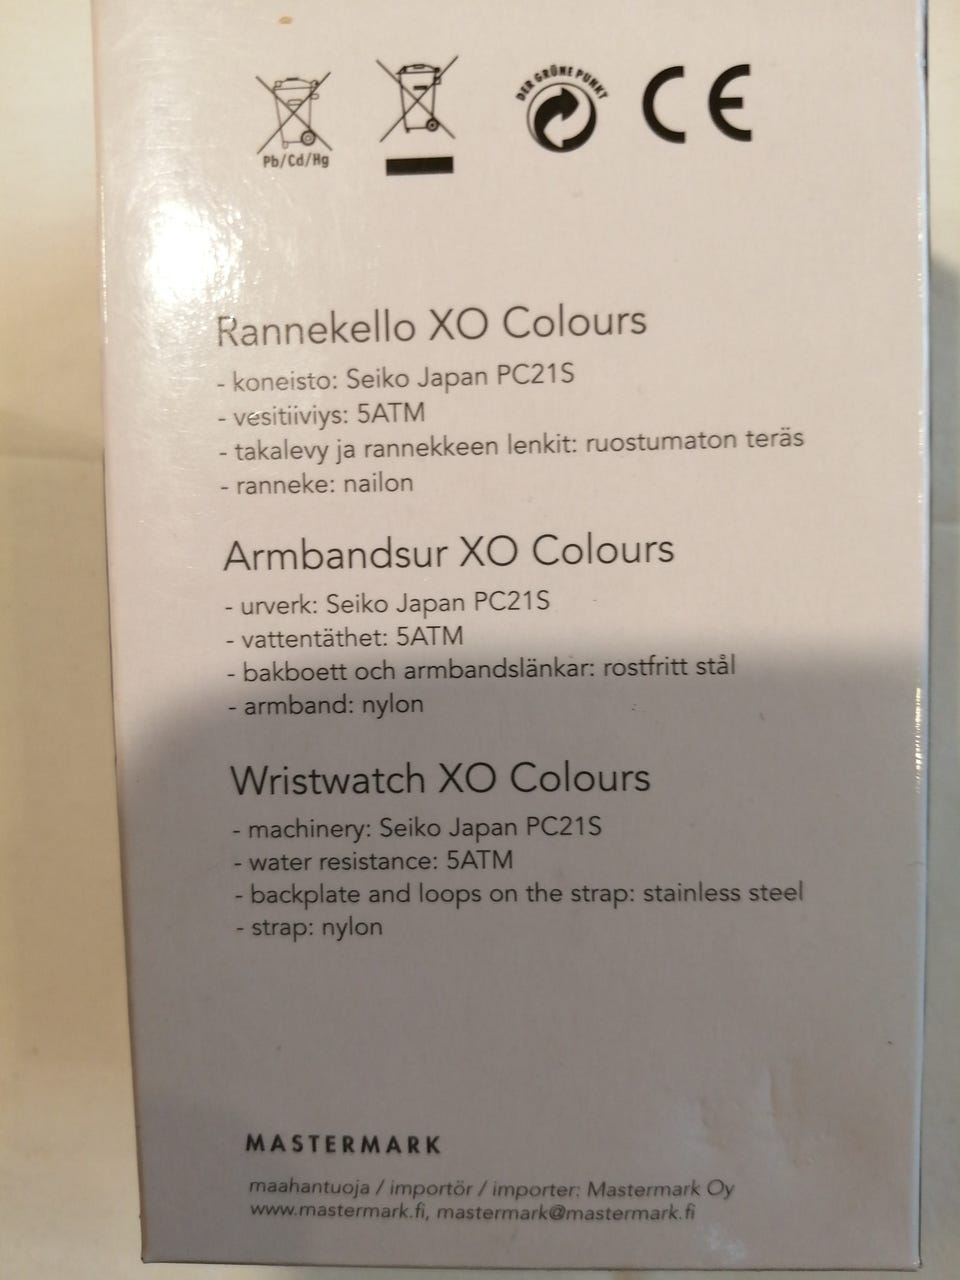 Pb/Cd/Hg
DER GRÜNE PUNKT
CE
Rannekello XO Colours
- koneisto: Seiko Japan PC21S
- vesitiiviys: 5ATM
- takalevy ja rannekkeen lenkit: ruostumaton teräs
- ranneke: nailon
Armbandsur XO Colours
- urverk: Seiko Japan PC21S
- vattentäthet: 5ATM
- bakboett och armbandslänkar: rostfritt stål
- armband: nylon
Wristwatch XO Colours
- machinery: Seiko Japan PC21S
- water resistance: 5ATM
- backplate and loops on the strap: stainless steel
- strap: nylon
MASTERMARK
maahantuoja / importör / importer: Mastermark Oy
www.mastermark.fi, mastermark@mastermark.fi